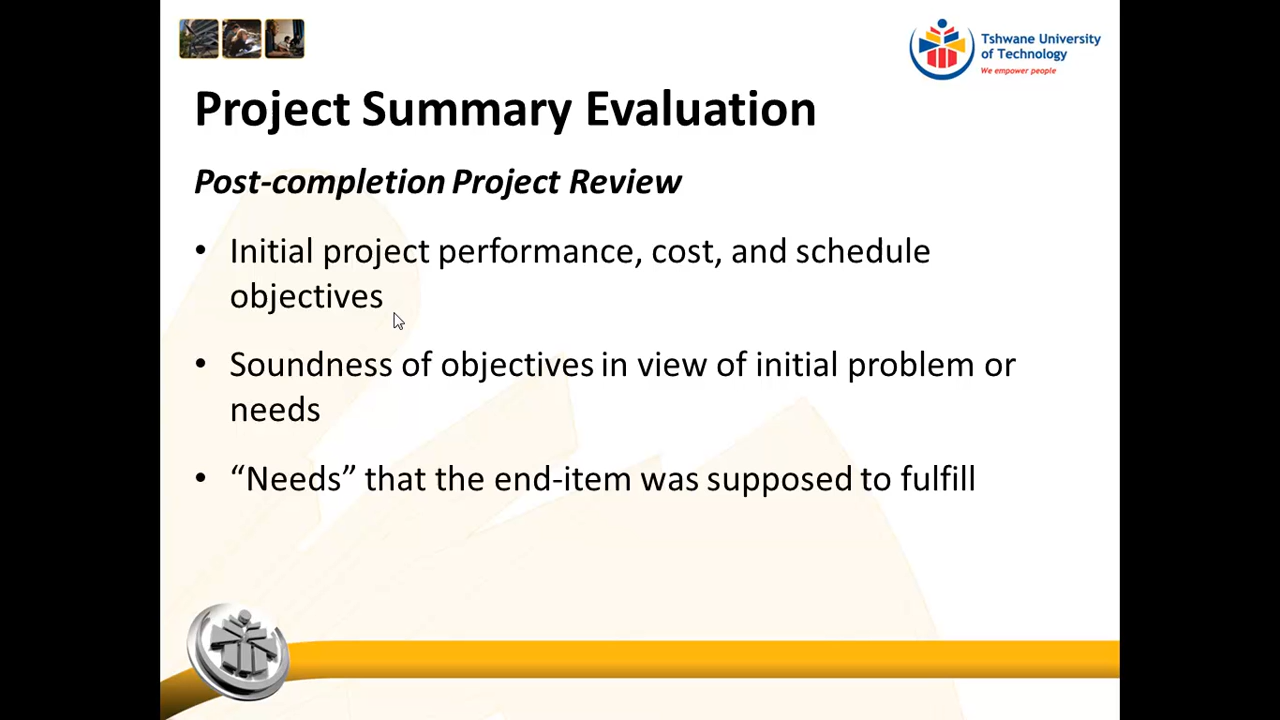 Tshwane University
of Technology
We empower people
Project Summary Evaluation
Post-completion Project Review
• Initial project performance, cost, and schedule
objectives
• Soundness of objectives in view of initial problem or
needs
• “Needs” that the end-item was supposed to fulfill